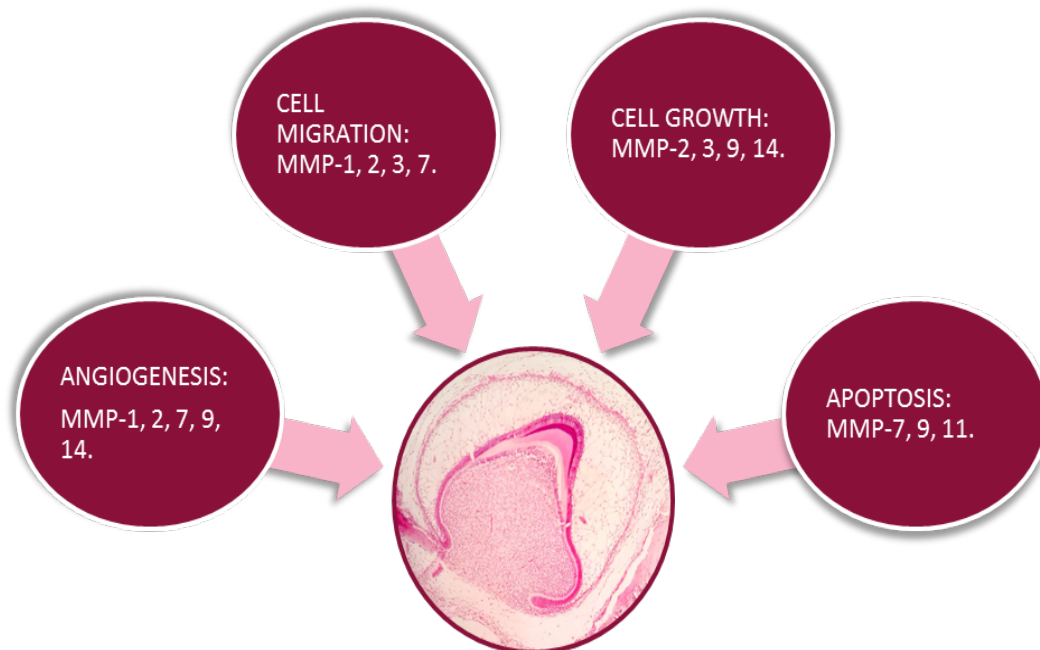 CELL
MIGRATION:
MMP-1, 2, 3, 7.
CELL GROWTH:
MMP-2, 3, 9, 14.
ANGIOGENESIS:
MMP-1, 2, 7, 9,
14.
APOPTOSIS:
MMP-7, 9, 11.